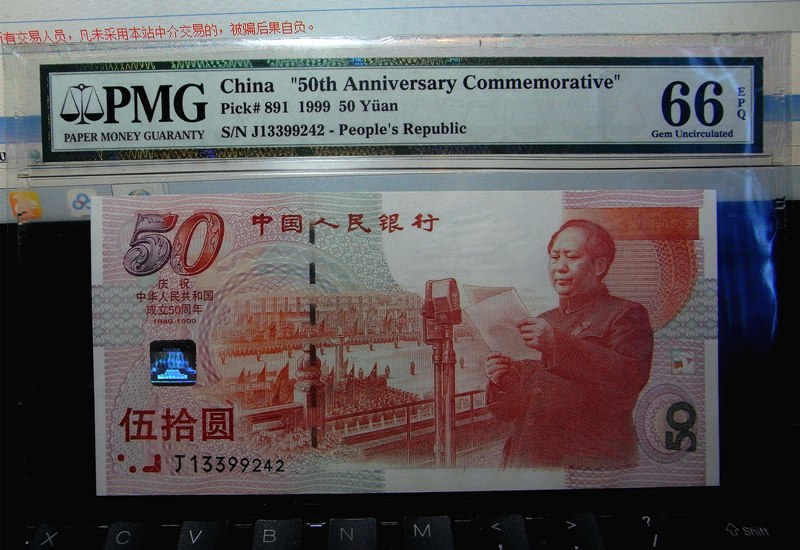 所有交易人员，凡未采用本站中介交易的，被骗后果自负。
PMG
PAPER MONEY GUARANTY
China "50th Anniversary Commemorative"
Pick# 891 1999 50 Yüan
S/N J13399242 - People's Republic
66
EPQ
Gem Uncirculated
50
中国人民银行
庆祝
中华人民共和国
成立50周年
1949-1999
伍拾圆
J13399242
50
X C V B N M < > ? / Shift